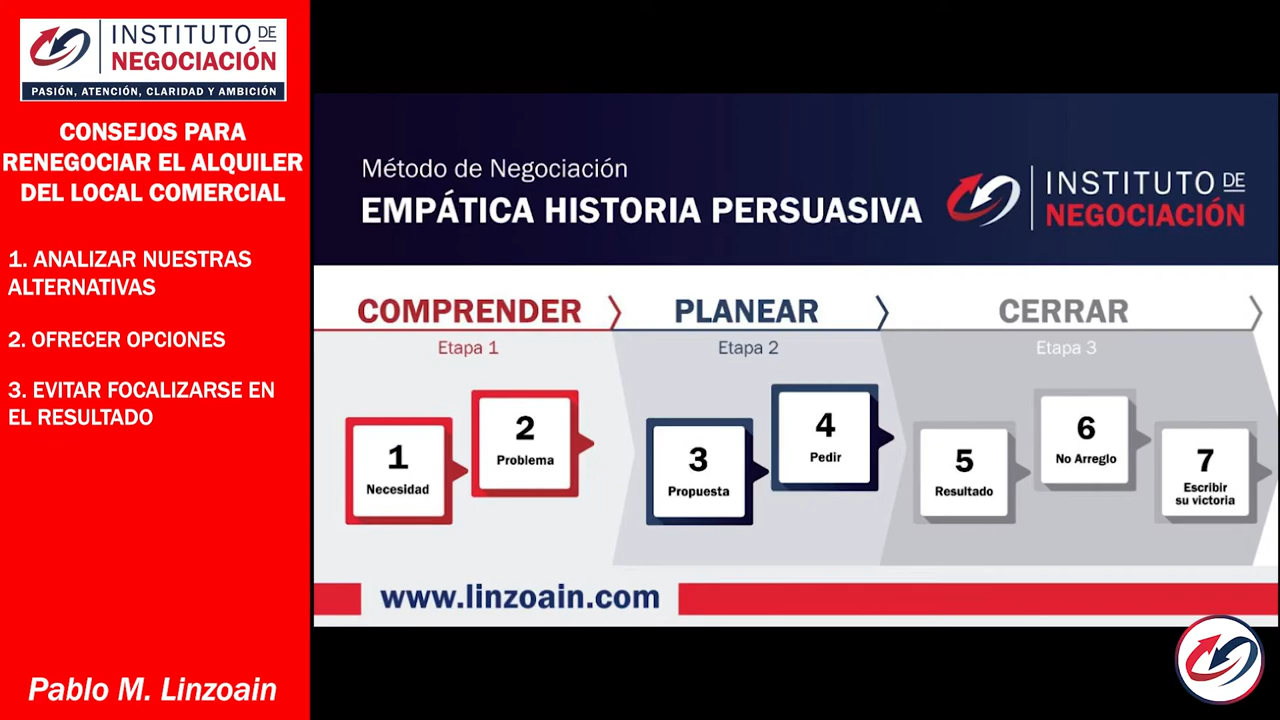 INSTITUTO DE
NEGOCIACIÓN
PASIÓN, ATENCIÓN, CLARIDAD Y AMBICIÓN
CONSEJOS PARA
RENEGOCIAR EL ALQUILER
DEL LOCAL COMERCIAL
1. ANALIZAR NUESTRAS
ALTERNATIVAS
2. OFRECER OPCIONES
3. EVITAR FOCALIZARSE EN
EL RESULTADO
Pablo M. Linzoain
Método de Negociación
EMPÁTICA HISTORIA PERSUASIVA
INSTITUTO DE
NEGOCIACIÓN
COMPRENDER
Etapa 1
1
Necesidad
2
Problema
PLANEAR
Etapa 2
3
Propuesta
4
Pedir
CERRAR
Etapa 3
5
Resultado
6
No Arreglo
7
Escribir
su victoria
www.linzoain.com